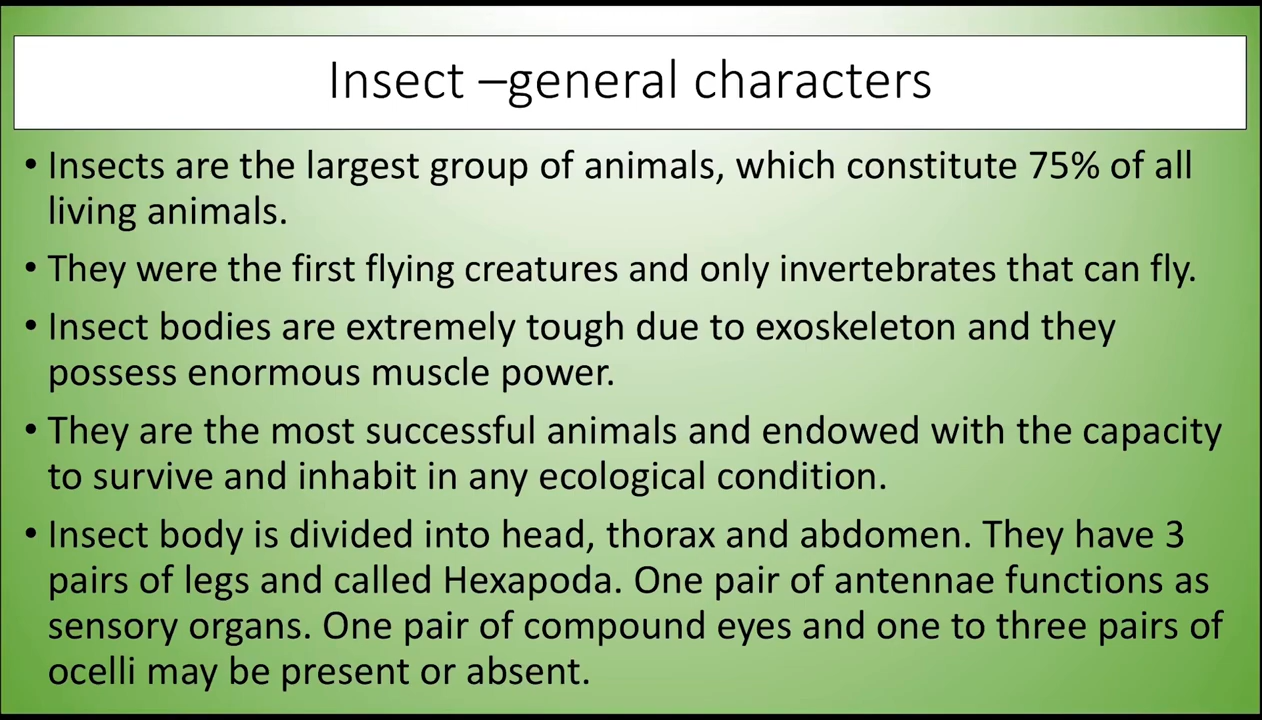 Insect –general characters
• Insects are the largest group of animals, which constitute 75% of all
living animals.
• They were the first flying creatures and only invertebrates that can fly.
• Insect bodies are extremely tough due to exoskeleton and they
possess enormous muscle power.
• They are the most successful animals and endowed with the capacity
to survive and inhabit in any ecological condition.
• Insect body is divided into head, thorax and abdomen. They have 3
pairs of legs and called Hexapoda. One pair of antennae functions as
sensory organs. One pair of compound eyes and one to three pairs of
ocelli may be present or absent.